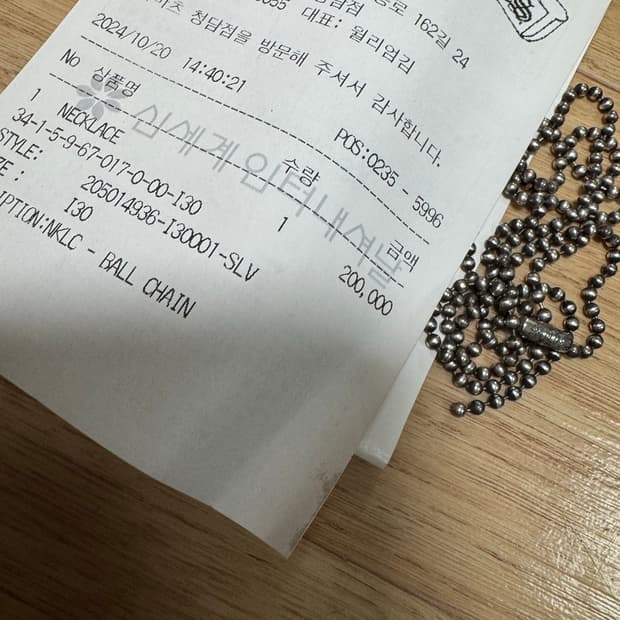 162길 24
대표: 윌리엄김
청담점을 방문해 주셔서 감사합니다.
2024/10/20 14:40:21
POS:0235 - 5996
No 상품명 수량 금액
1 NECKLACE
34-1-5-9-67-017-0-00-I30 1 200,000
STYLE: 205014936-I30001-SLV
I30
NKLC - BALL CHAIN
신세계인터내셔날